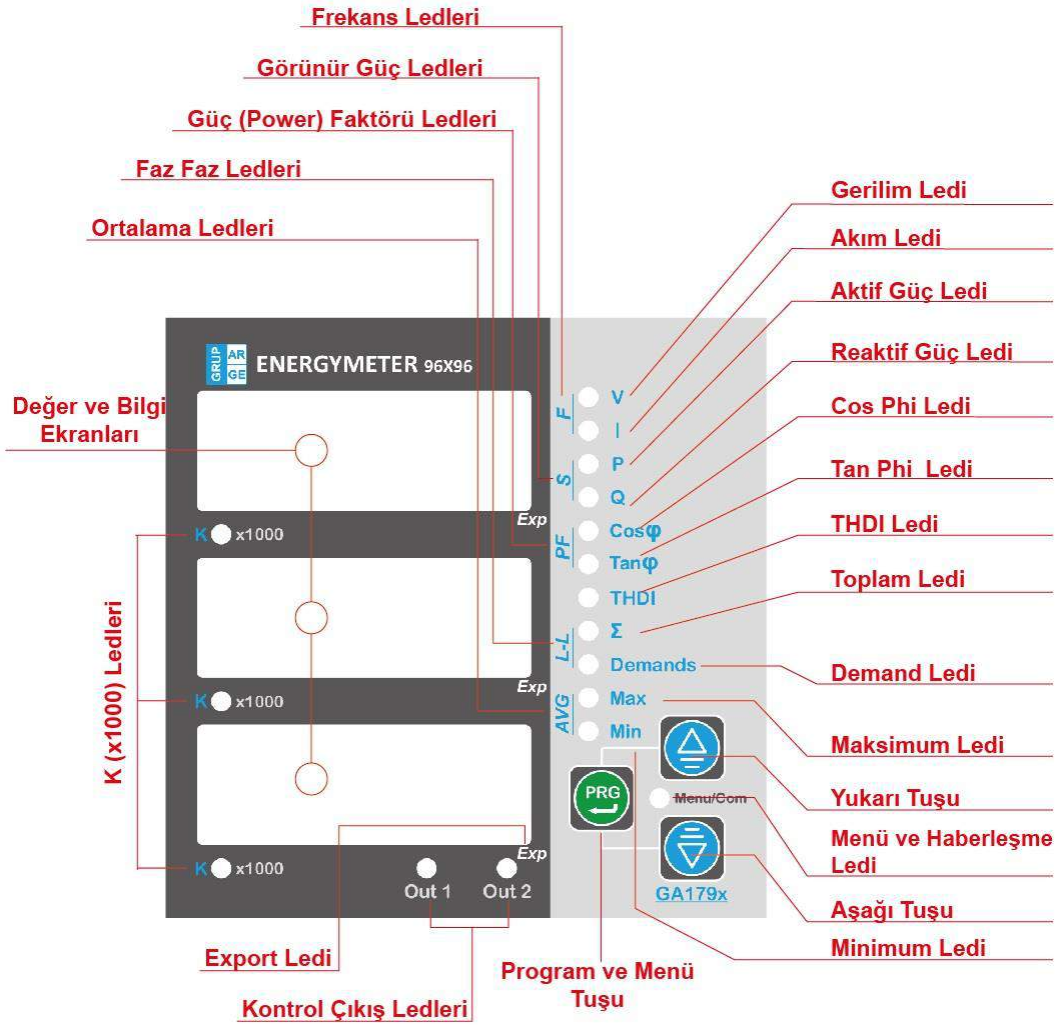 Frekans Ledleri
Görünür Güç Ledleri
Güç (Power) Faktörü Ledleri
Faz Faz Ledleri
Ortalama Ledleri
Değer ve Bilgi
Ekranları
K (x1000) Ledleri
GRUP
AR
GE
ENERGYMETER 96X96
Exp
K x1000
Exp
K x1000
Exp
K x1000
Out 1
Out 2
F
S
PF
L-L
AVG
V
I
P
Q
Cosφ
Tanφ
THDI
Σ
Demands
Max
Min
PRG
Menu/Com
GA179x
Gerilim Ledi
Akım Ledi
Aktif Güç Ledi
Reaktif Güç Ledi
Cos Phi Ledi
Tan Phi Ledi
THDI Ledi
Toplam Ledi
Demand Ledi
Maksimum Ledi
Yukarı Tuşu
Menü ve Haberleşme
Ledi
Aşağı Tuşu
Minimum Ledi
Export Ledi
Kontrol Çıkış Ledleri
Program ve Menü
Tuşu